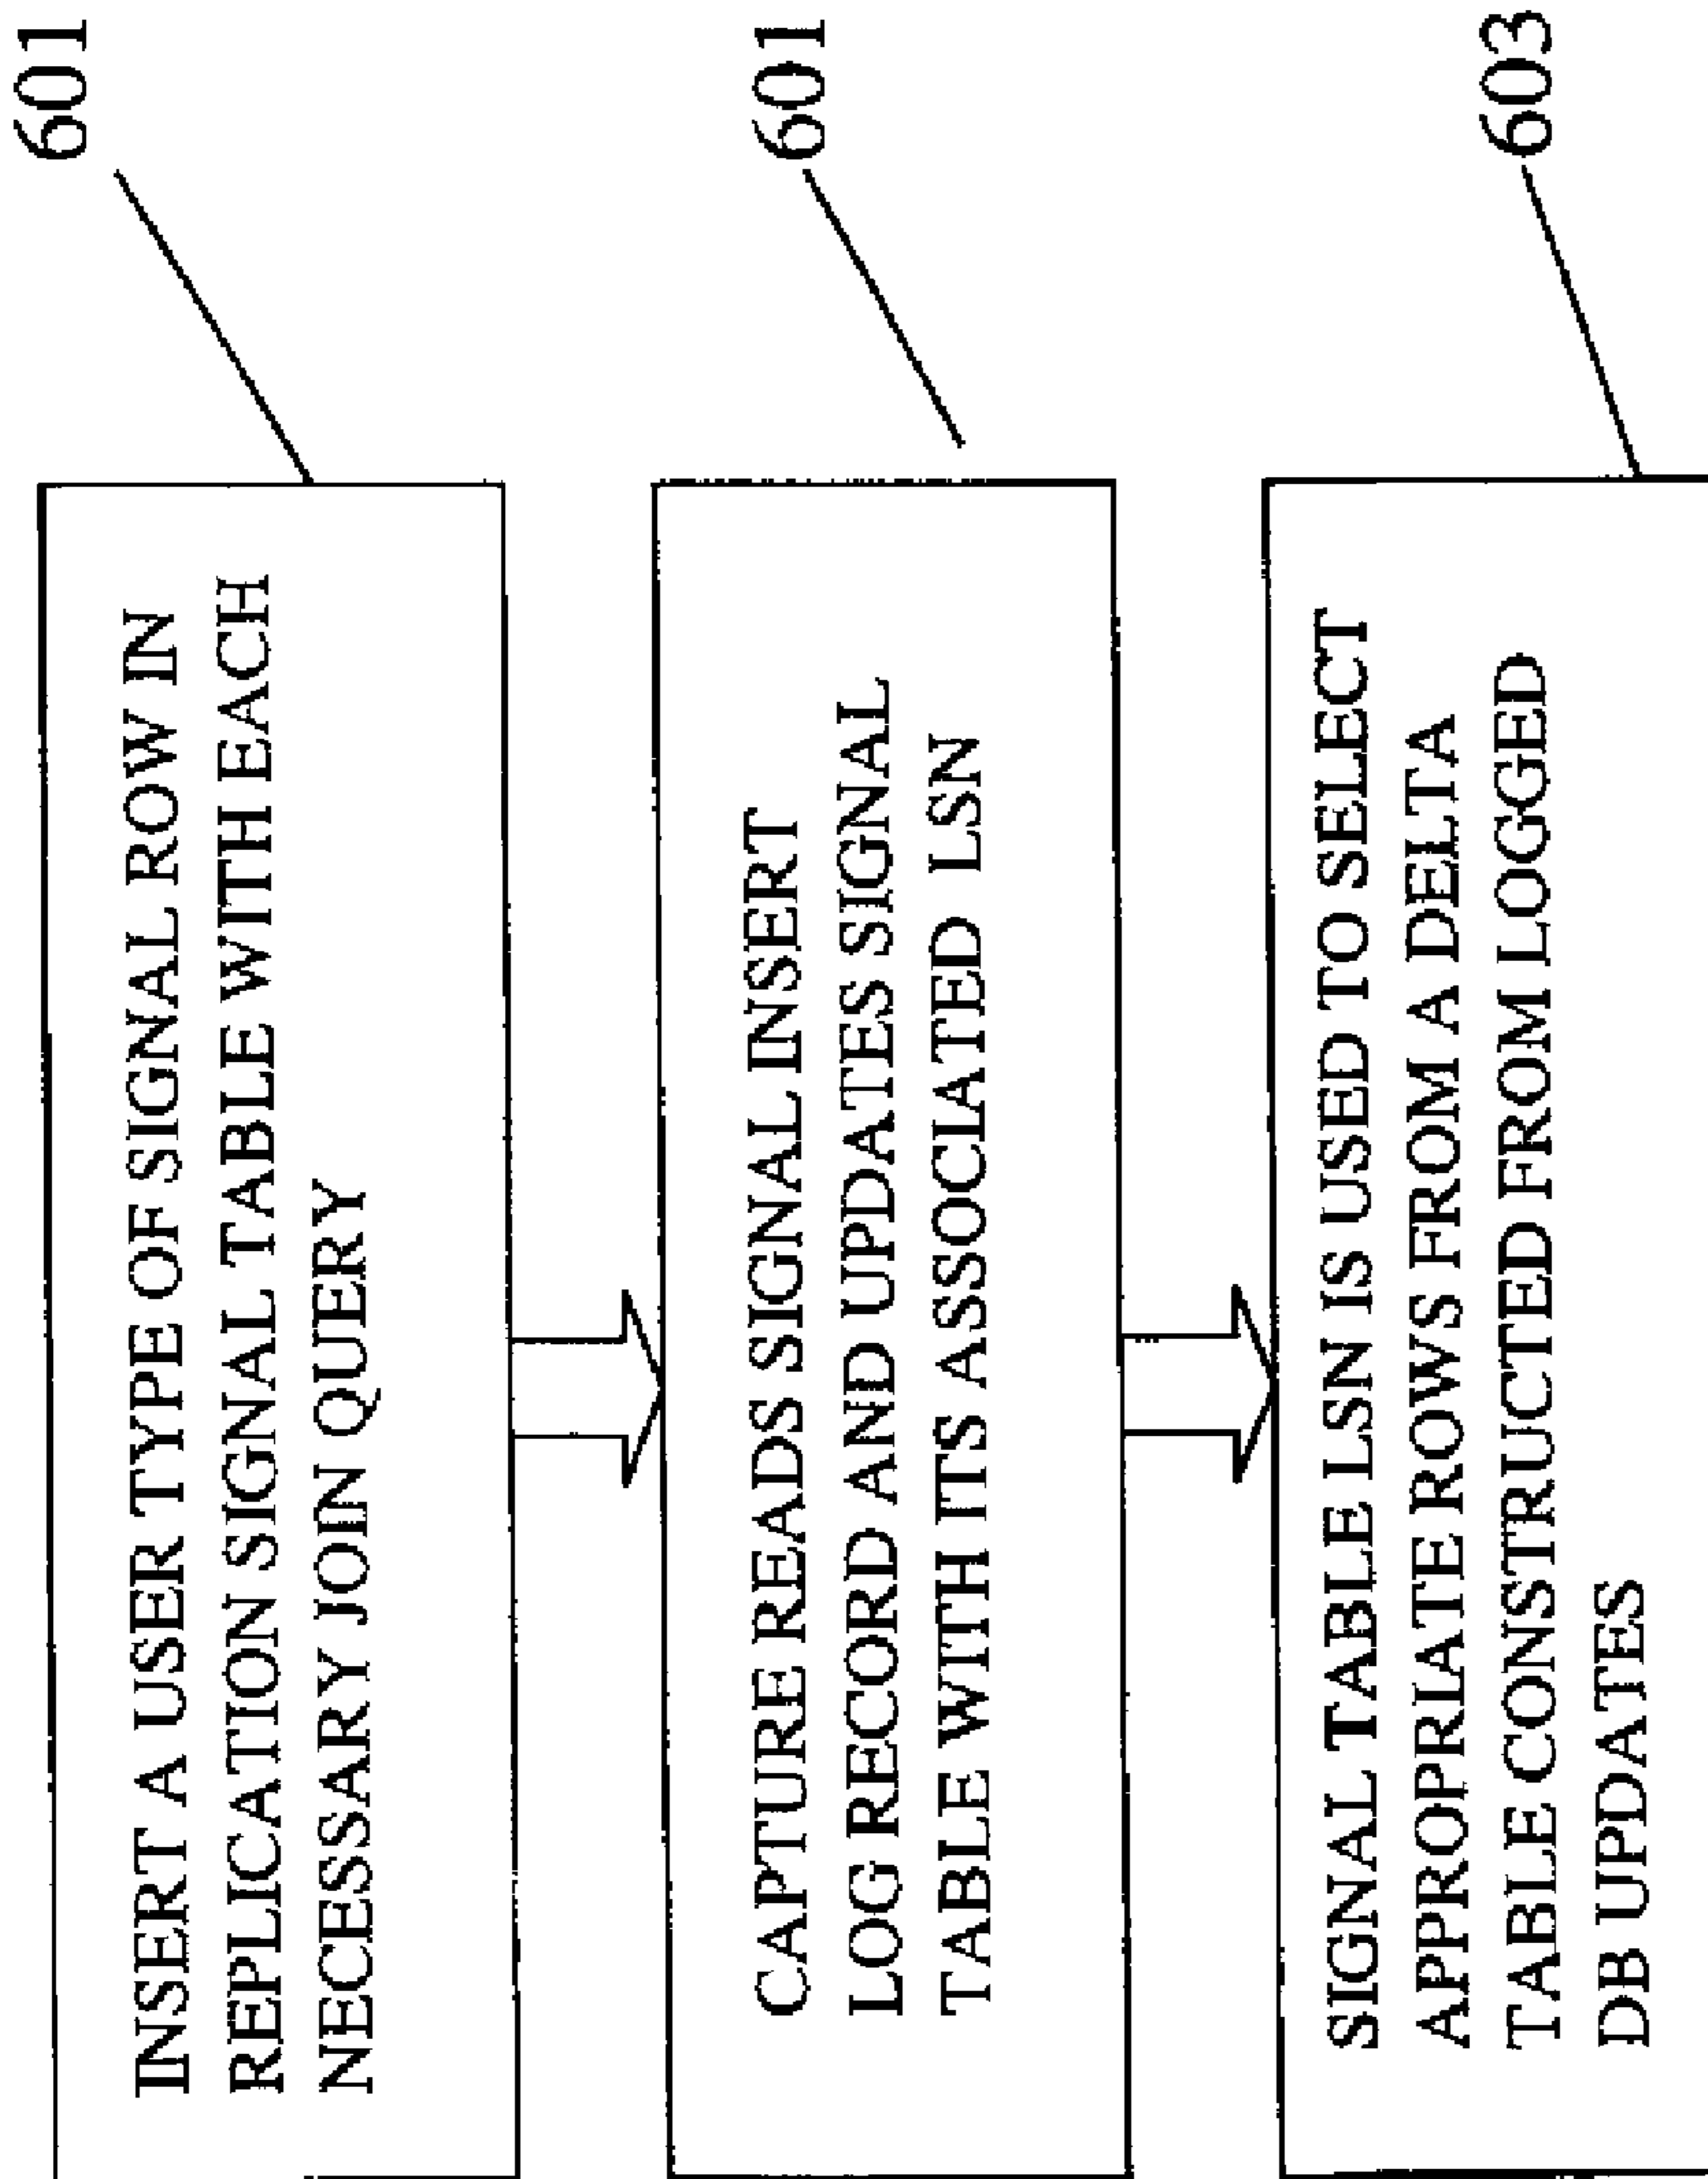 INSERT A USER TYPE OF SIGNAL ROW IN
REPLICATION SIGNAL TABLE WITH EACH
NECESSARY JOIN QUERY
601
CAPTURE READS SIGNAL INSERT
LOG RECORD AND UPDATES SIGNAL
TABLE WITH ITS ASSOCIATED LSN
601
SIGNAL TABLE LSN IS USED TO SELECT
APPROPRIATE ROWS FROM A DELTA
TABLE CONSTRUCTED FROM LOGGED
DB UPDATES
603